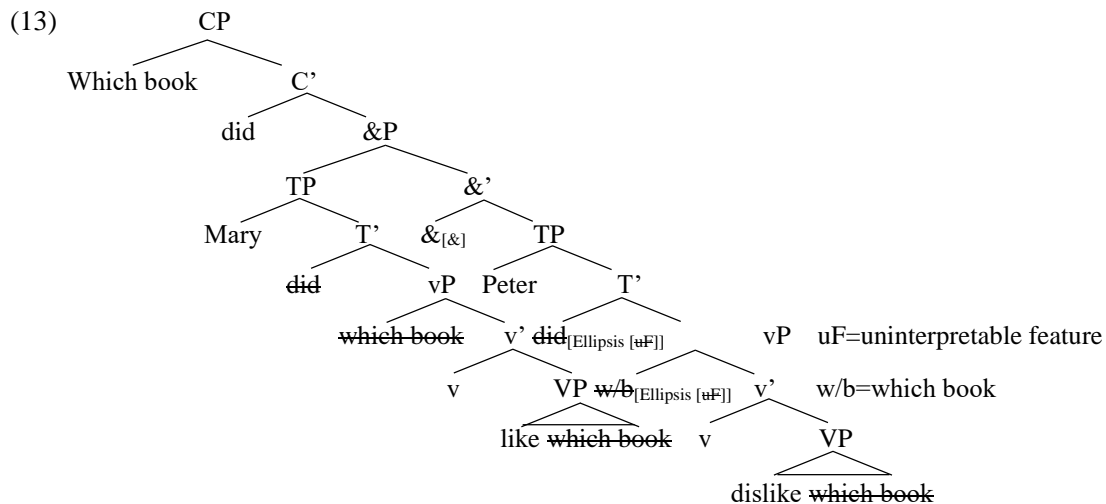 (13) CP
Which book C’
did &P
TP &’
Mary T’ &[&] TP
did vP Peter T’
which book v’ did[Ellipsis [uF]] vP uF=uninterpretable feature
v VP w/b[Ellipsis [uF]] v’ w/b=which book
like which book v VP
dislike which book